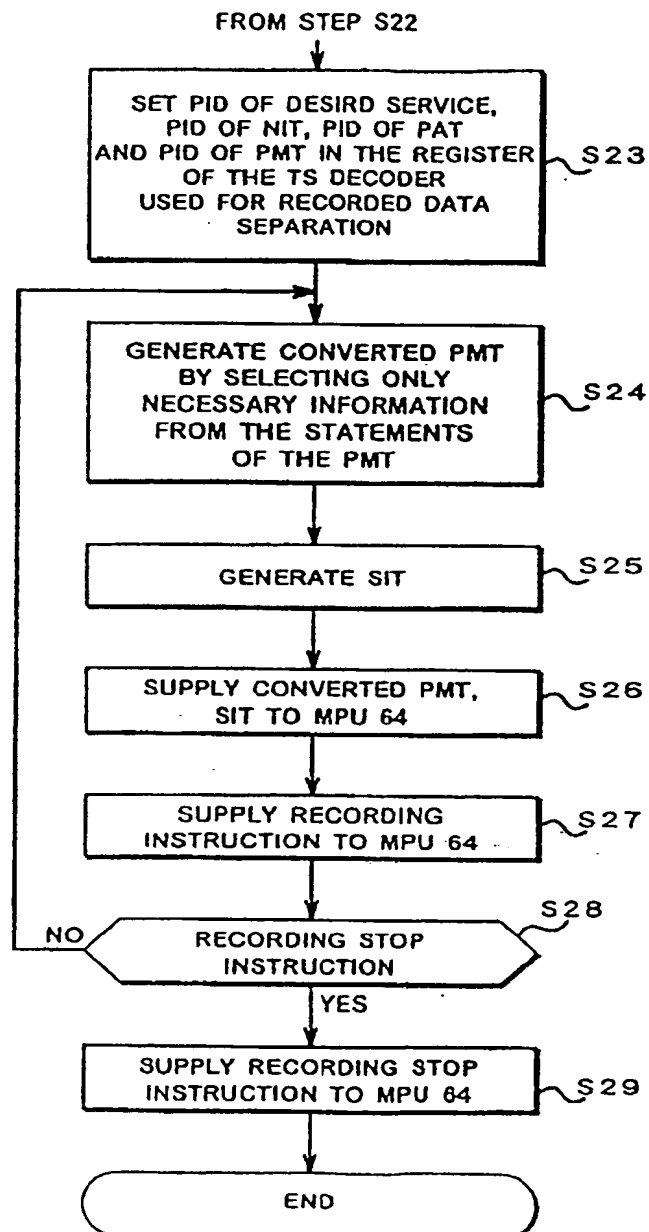 FROM STEP S22
SET PID OF DESIRD SERVICE,
PID OF NIT, PID OF PAT
AND PID OF PMT IN THE REGISTER
OF THE TS DECODER
USED FOR RECORDED DATA
SEPARATION
S23
GENERATE CONVERTED PMT
BY SELECTING ONLY
NECESSARY INFORMATION
FROM THE STATEMENTS
OF THE PMT
S24
GENERATE SIT
S25
SUPPLY CONVERTED PMT,
SIT TO MPU 64
S26
SUPPLY RECORDING
INSTRUCTION TO MPU 64
S27
RECORDING STOP
INSTRUCTION
S28
NO
YES
SUPPLY RECORDING STOP
INSTRUCTION TO MPU 64
S29
END